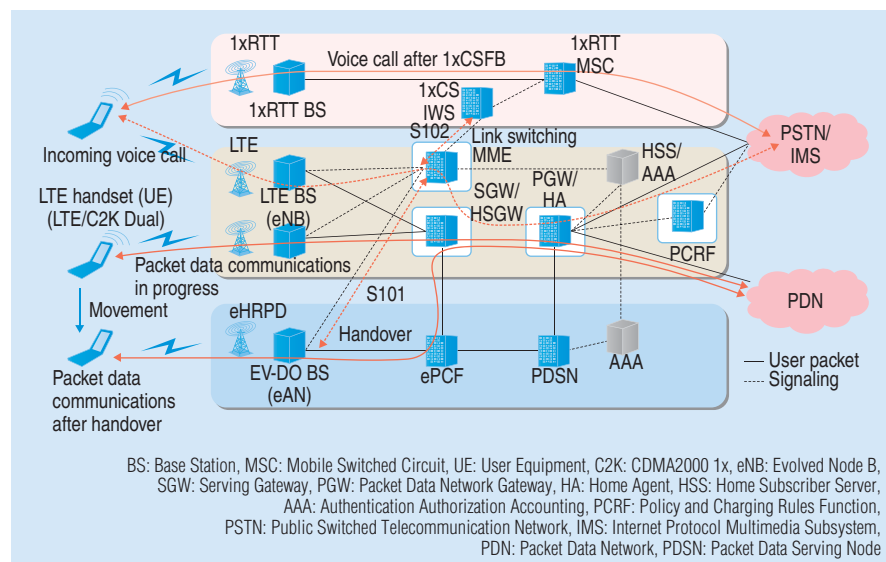 1xRTT
Voice call after 1xCSFB
1xRTT
MSC
1xRTT BS
1xCS
IWS
S102
Link switching
Incoming voice call
LTE
MME
HSS/
AAA
PSTN/
IMS
LTE handset (UE)
(LTE/C2K Dual)
LTE BS
(eNB)
SGW/
HSGW
PGW/
HA
PCRF
Packet data communications
in progress
Movement
S101
PDN
eHRPD
Handover
EV-DO BS
(eAN)
ePCF
PDSN
AAA
User packet
Signaling
Packet data
communications
after handover
BS: Base Station, MSC: Mobile Switched Circuit, UE: User Equipment, C2K: CDMA2000 1x, eNB: Evolved Node B,
SGW: Serving Gateway, PGW: Packet Data Network Gateway, HA: Home Agent, HSS: Home Subscriber Server,
AAA: Authentication Authorization Accounting, PCRF: Policy and Charging Rules Function,
PSTN: Public Switched Telecommunication Network, IMS: Internet Protocol Multimedia Subsystem,
PDN: Packet Data Network, PDSN: Packet Data Serving Node